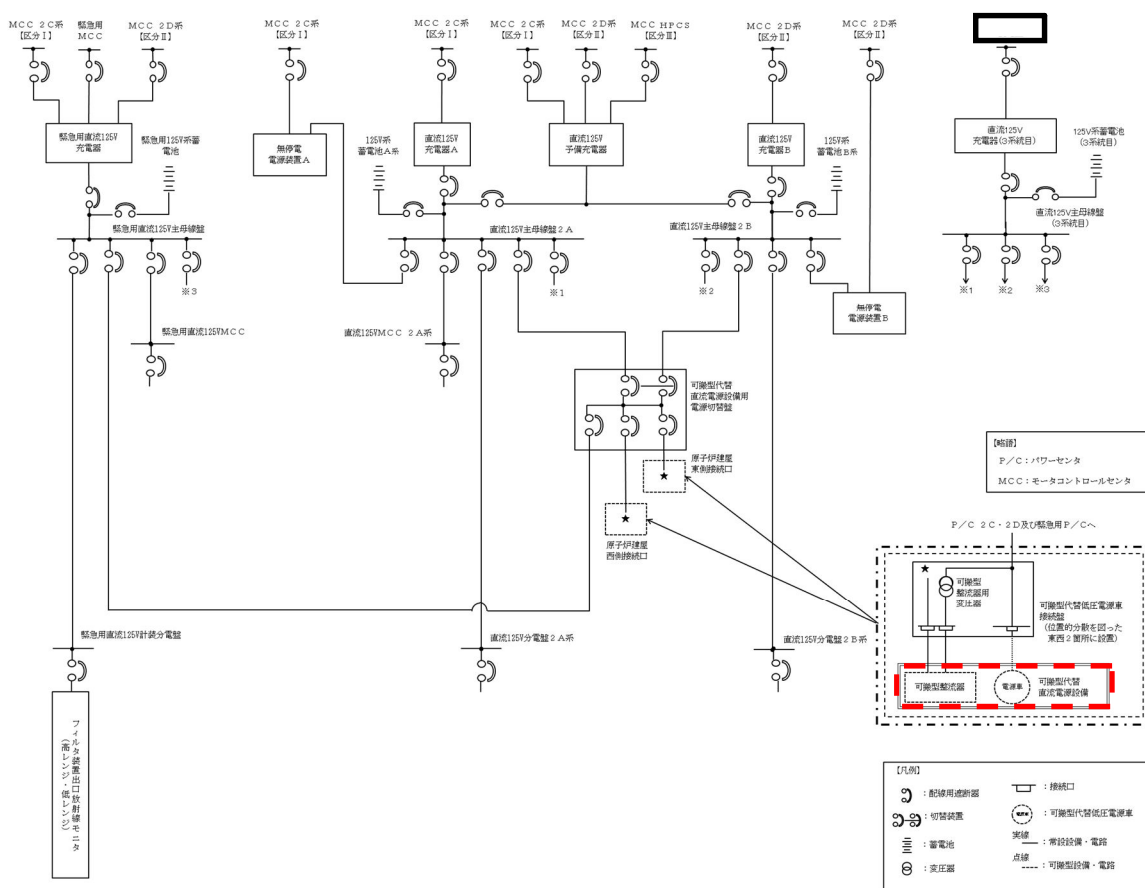 MCC 2C系
【区分Ⅰ】
緊急用
MCC
MCC 2D系
【区分Ⅱ】
MCC 2C系
【区分Ⅰ】
MCC 2C系
【区分Ⅰ】
MCC 2C系
【区分Ⅰ】
MCC 2D系
【区分Ⅱ】
MCC HPCS
【区分Ⅲ】
MCC 2D系
【区分Ⅱ】
MCC 2D系
【区分Ⅱ】
緊急用直流125V
充電器
緊急用125V系蓄
電池
無停電
電源装置A
125V系
蓄電池A系
直流125V
充電器A
直流125V
予備充電器
直流125V
充電器B
125V系
蓄電池B系
直流125V
充電器(3系統目)
125V系蓄電池
(3系統目)
緊急用直流125V主母線盤
直流125V主母線盤2A
直流125V主母線盤2B
直流125V主母線盤
(3系統目)
※3
※1
※2
※1
※2
※3
無停電
電源装置B
緊急用直流125VMCC
直流125VMCC 2A系
可搬型代替
直流電源設備用
電源切替盤
原子炉建屋
東側接続口
★
★
原子炉建屋
西側接続口
【略語】
P/C:パワーセンタ
MCC:モータコントロールセンタ
P/C 2C・2D及び緊急用P/Cへ
★
可搬型
整流器用
変圧器
可搬型代替低圧電源車
接続盤
(位置的分散を図った
東西2箇所に設置)
可搬型整流器
電源車
可搬型代替
直流電源設備
緊急用直流125V計装分電盤
直流125V分電盤2A系
直流125V分電盤2B系
フィルタ装置出口放射線モニタ
(高レンジ・低レンジ)
【凡例】
:配線用遮断器
:切替装置
:蓄電池
:変圧器
:接続口
電源車
:可搬型代替低圧電源車
実線
:常設設備・電路
点線
:可搬型設備・電路